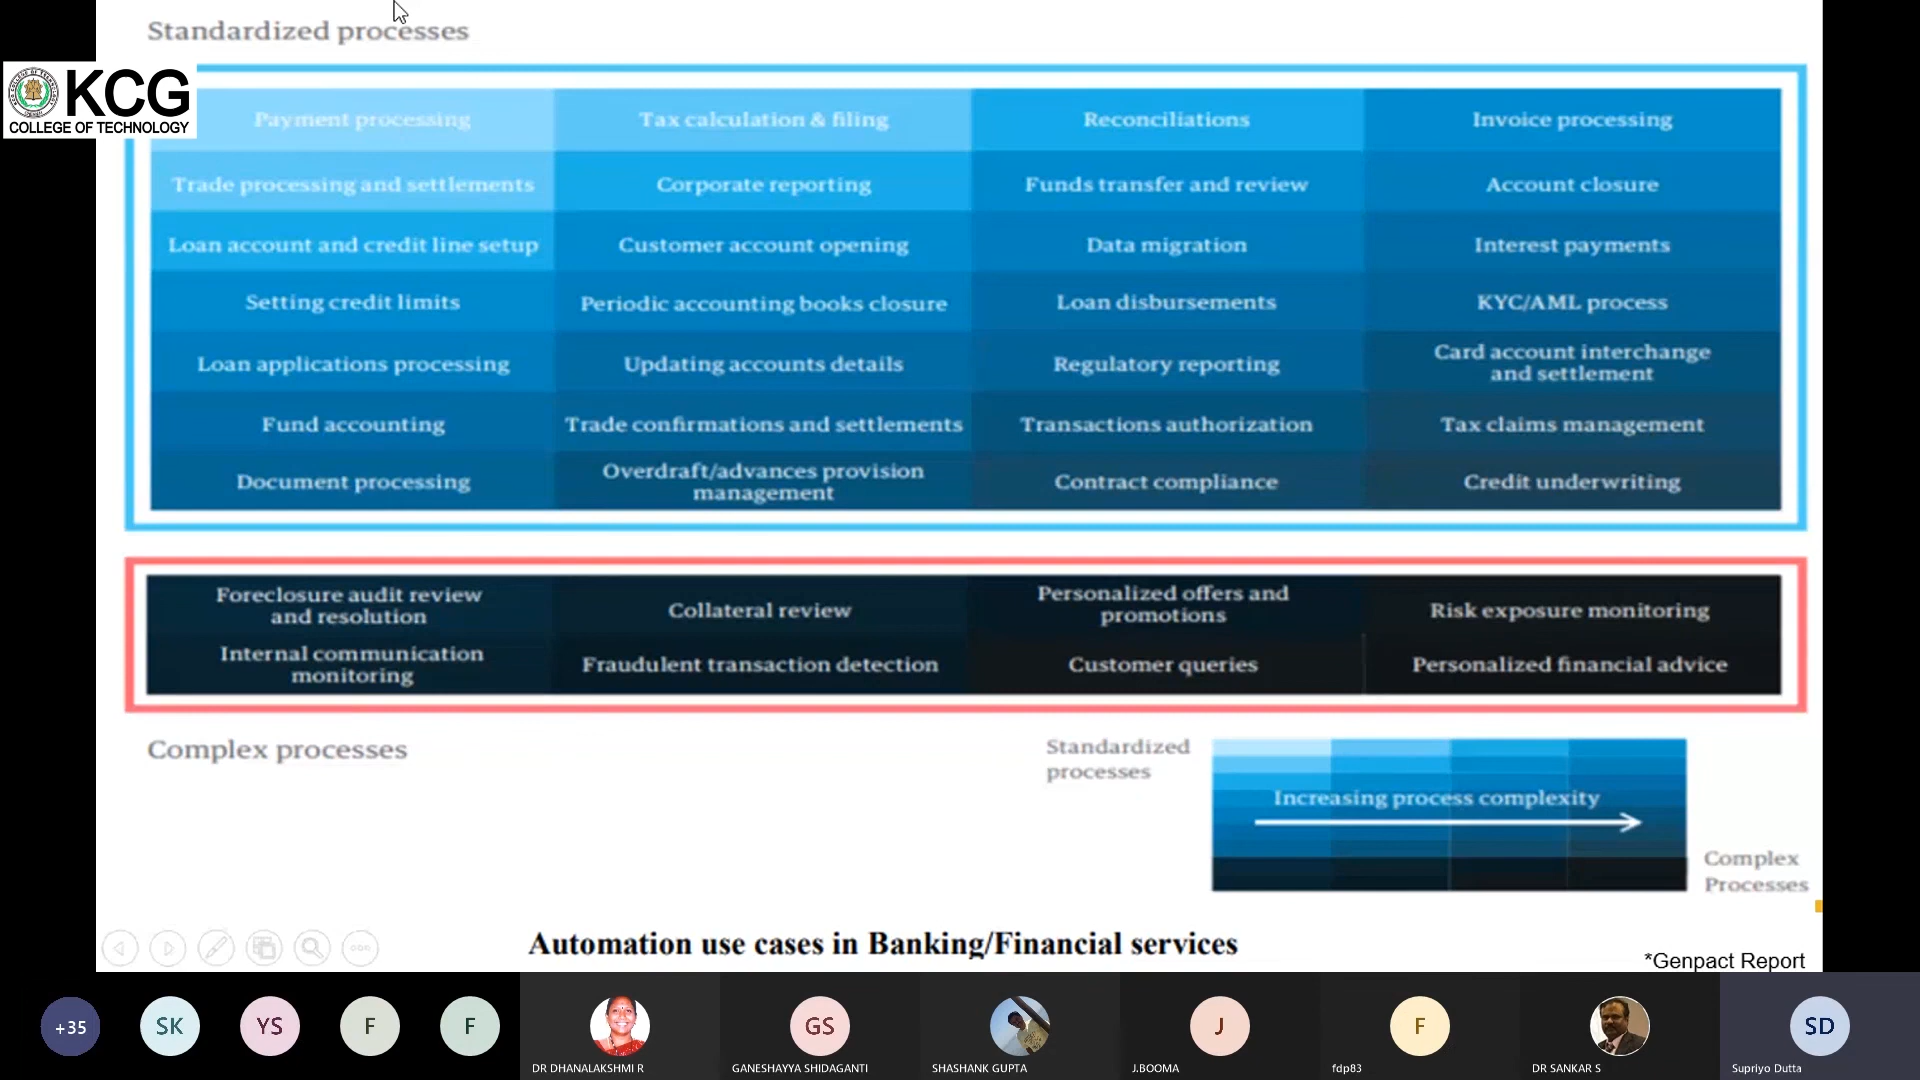 Standardized processes
KCG
COLLEGE OF TECHNOLOGY
Payment processing
Tax calculation & filing
Reconciliations
Invoice processing
Trade processing and settlements
Corporate reporting
Funds transfer and review
Account closure
Loan account and credit line setup
Customer account opening
Data migration
Interest payments
Setting credit limits
Periodic accounting books closure
Loan disbursements
KYC/AML process
Loan applications processing
Updating accounts details
Regulatory reporting
Card account interchange
and settlement
Fund accounting
Trade confirmations and settlements
Transactions authorization
Tax claims management
Document processing
Overdraft/advances provision
management
Contract compliance
Credit underwriting
Foreclosure audit review
and resolution
Collateral review
Personalized offers and
promotions
Risk exposure monitoring
Internal communication
monitoring
Fraudulent transaction detection
Customer queries
Personalized financial advice
Complex processes
Standardized
processes
Increasing process complexity
Complex
Processes
Automation use cases in Banking/Financial services
*Genpact Report
+35
SK
YS
F
F
DR DHANALAKSHMI R
GS
GANESHAYYA SHIDAGANTI
SHASHANK GUPTA
J
J.BOOMA
F
fdp83
DR SANKAR S
SD
Supriyo Dutta